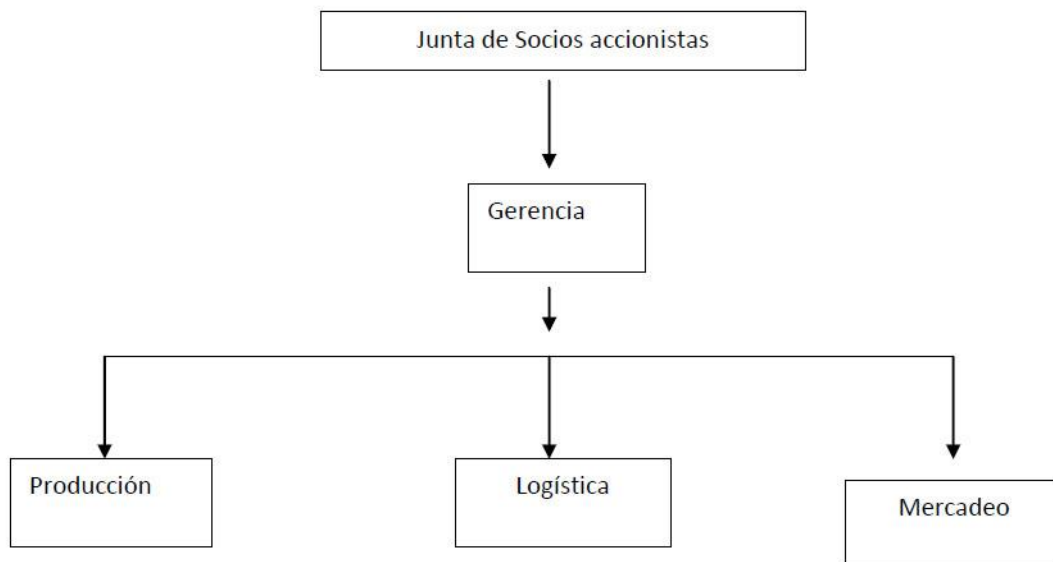 Junta de Socios accionistas
Gerencia
Producción
Logística
Mercadeo